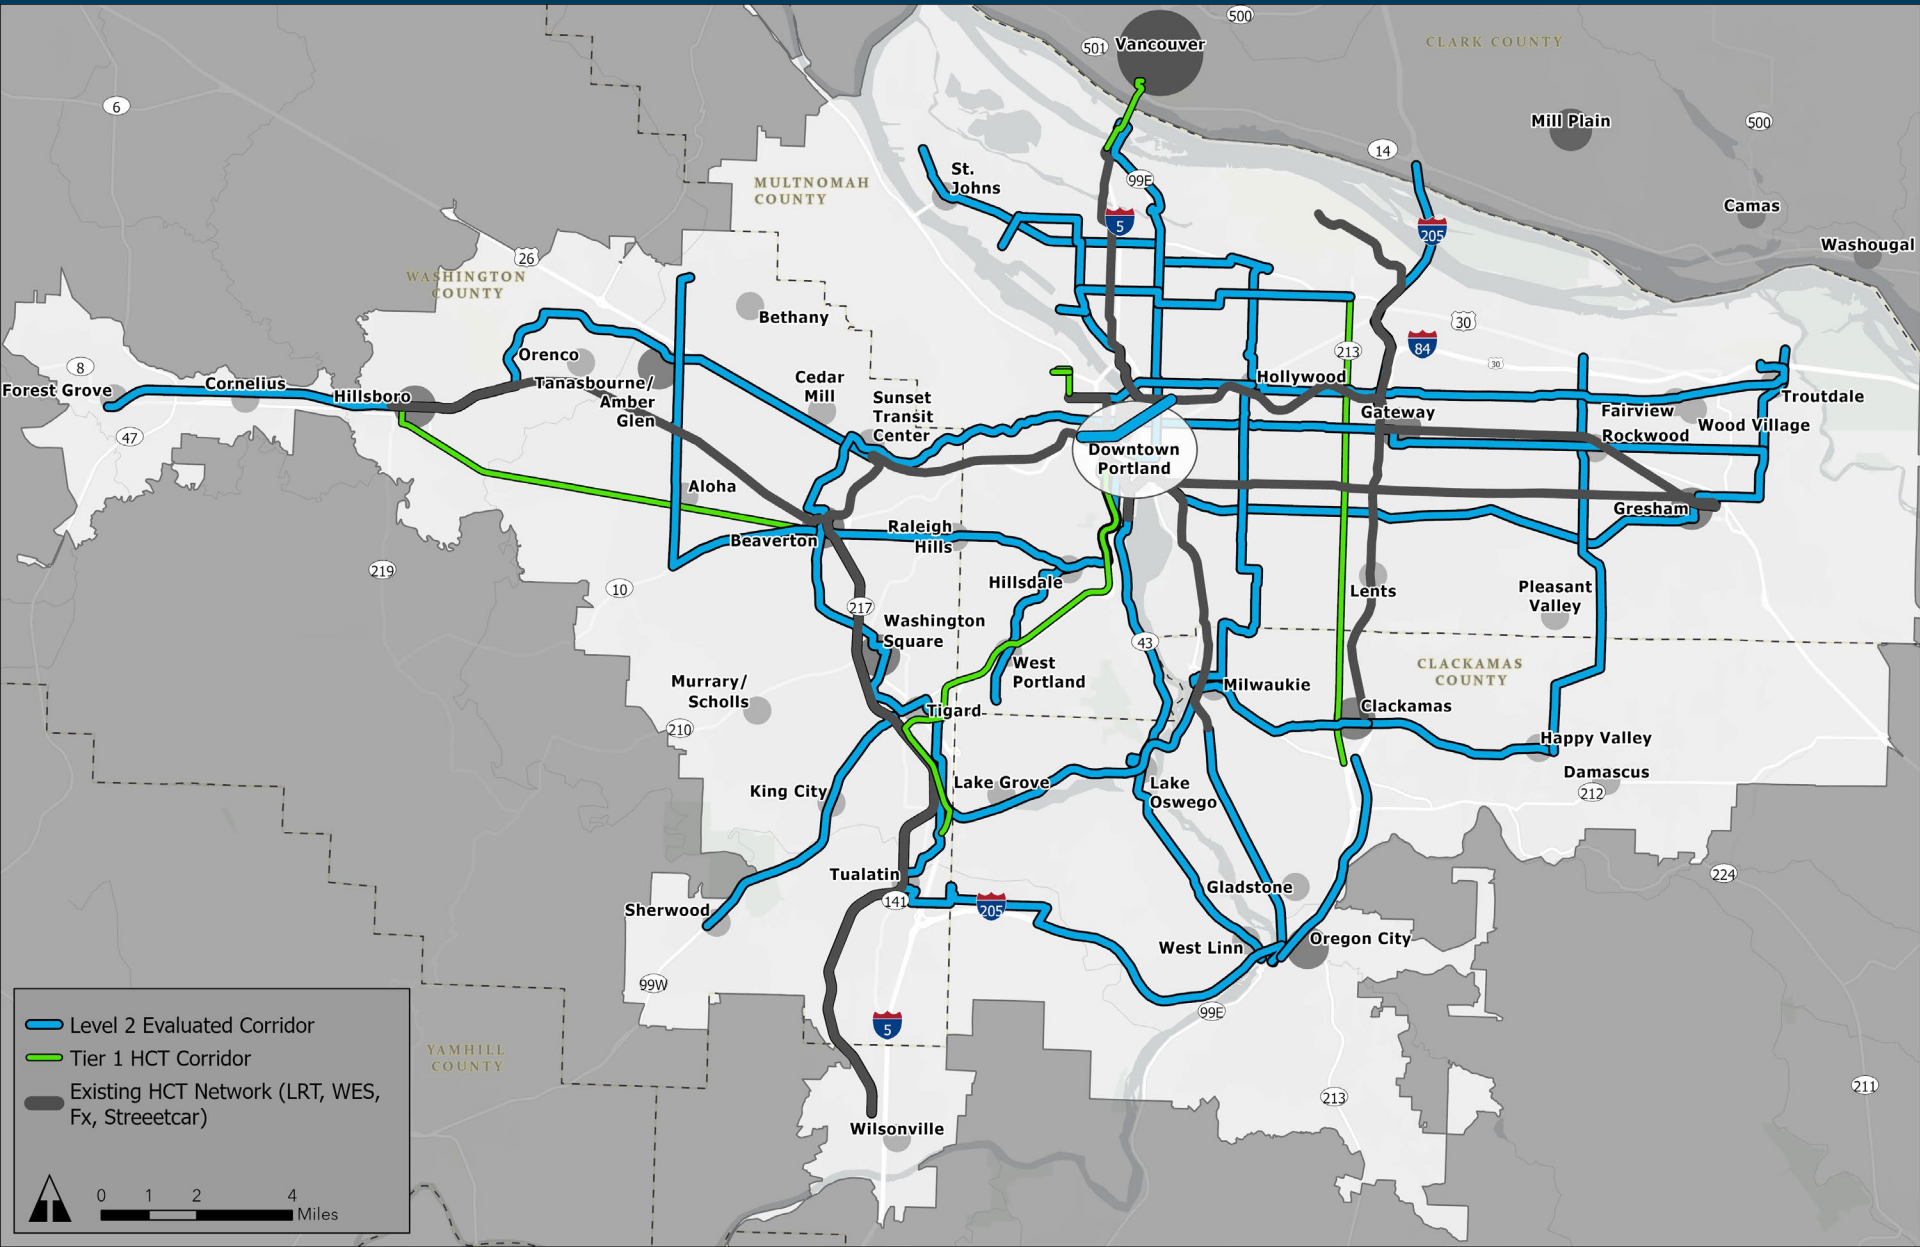 500
501
Vancouver
CLARK COUNTY
6
Mill Plain
500
14
MULTNOMAH
COUNTY
St.
Johns
99E
5
205
Camas
Washougal
26
WASHINGTON
COUNTY
Bethany
30
84
213
30
8
Forest Grove
Cornelius
Hillsboro
Orenco
30
Tanasbourne/
Amber
Glen
Cedar
Mill
Sunset
Transit
Center
Hollywood
Gateway
Troutdale
Fairview
Wood Village
Rockwood
47
Downtown
Portland
Aloha
Gresham
Beaverton
Raleigh
Hills
219
10
Hillsdale
Lents
Pleasant
Valley
217
Washington
Square
43
West
Portland
CLACKAMAS
COUNTY
Murrary/
Scholls
Milwaukie
Tigard
Clackamas
210
Happy Valley
Damascus
212
King City
Lake Grove
Lake
Oswego
Tualatin
141
205
224
Gladstone
Sherwood
West Linn
Oregon City
99W
99E
5
YAMHILL
COUNTY
213
211
Wilsonville
Level 2 Evaluated Corridor
Tier 1 HCT Corridor
Existing HCT Network (LRT, WES,
Fx, Streeetcar)
0 1 2 4
Miles